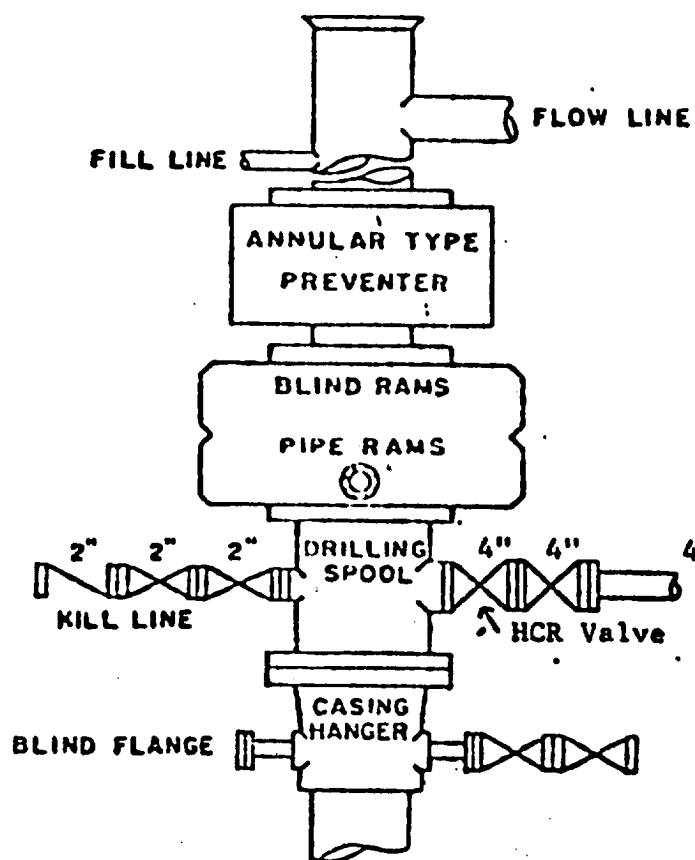 FLOW LINE
FILL LINE
ANNULAR TYPE
PREVENTER
BLIND RAMS
PIPE RAMS
2" 2" 2"
DRILLING
SPOOL
4" 4" 4
KILL LINE
HCR Valve
CASING
HANGER
BLIND FLANGE